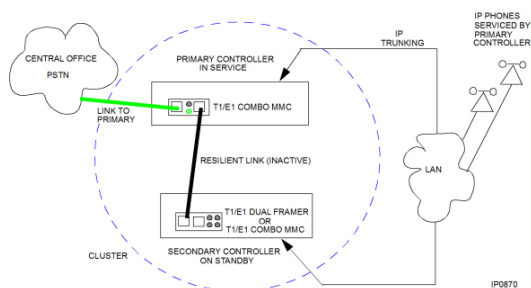 IP PHONES
SERVICED BY
PRIMARY
CONTROLLER
IP
TRUNKING
CENTRAL OFFICE
PSTN
PRIMARY CONTROLLER
IN SERVICE
T1/E1 COMBO MMC
LINK TO
PRIMARY
RESILIENT LINK (INACTIVE)
LAN
T1/E1 DUAL FRAMER
OR
T1/E1 COMBO MMC
SECONDARY CONTROLLER
ON STANDBY
CLUSTER
IP0870